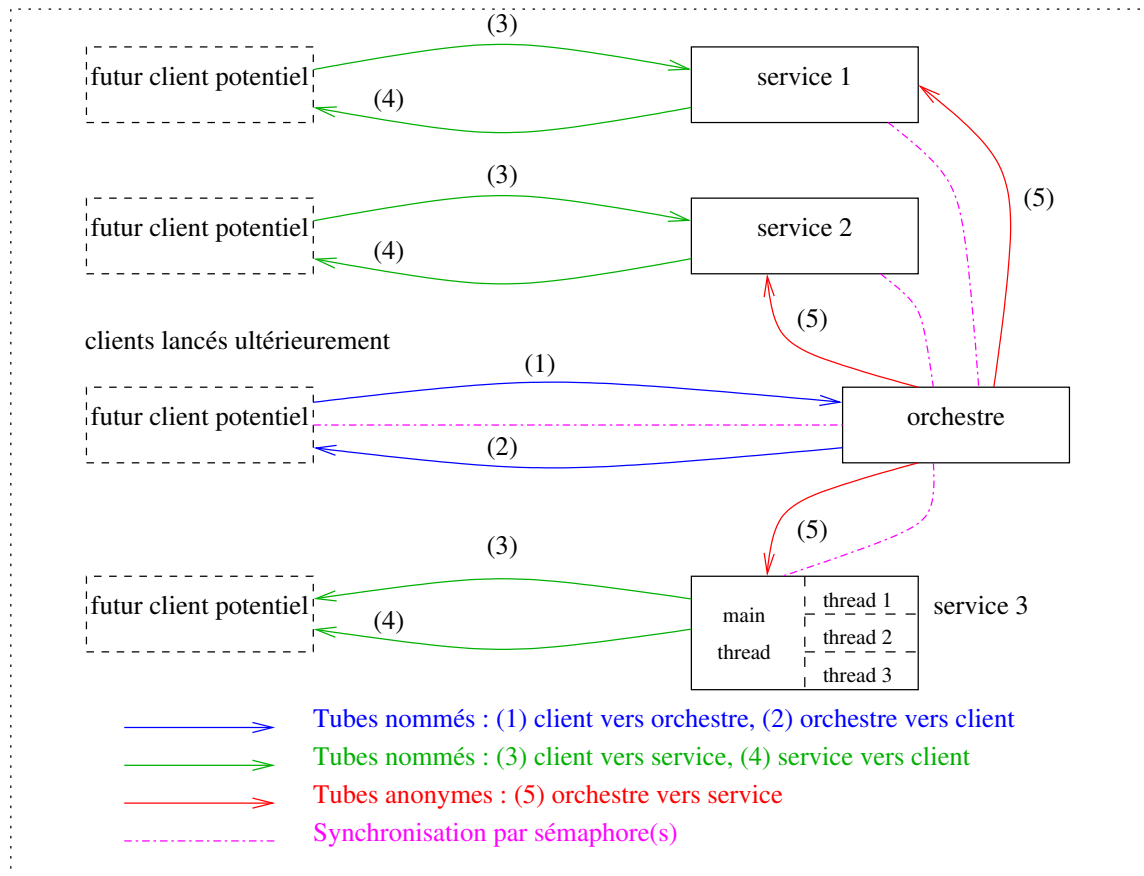 (3)
futur client potentiel
service 1
(4)
(3)
(5)
futur client potentiel
service 2
(4)
(5)
clients lancés ultérieurement
(1)
futur client potentiel
orchestre
(2)
(5)
(3)
futur client potentiel
main
thread
thread 1
thread 2
thread 3
service 3
(4)
Tubes nommés : (1) client vers orchestre, (2) orchestre vers client
Tubes nommés : (3) client vers service, (4) service vers client
Tubes anonymes : (5) orchestre vers service
Synchronisation par sémaphore(s)